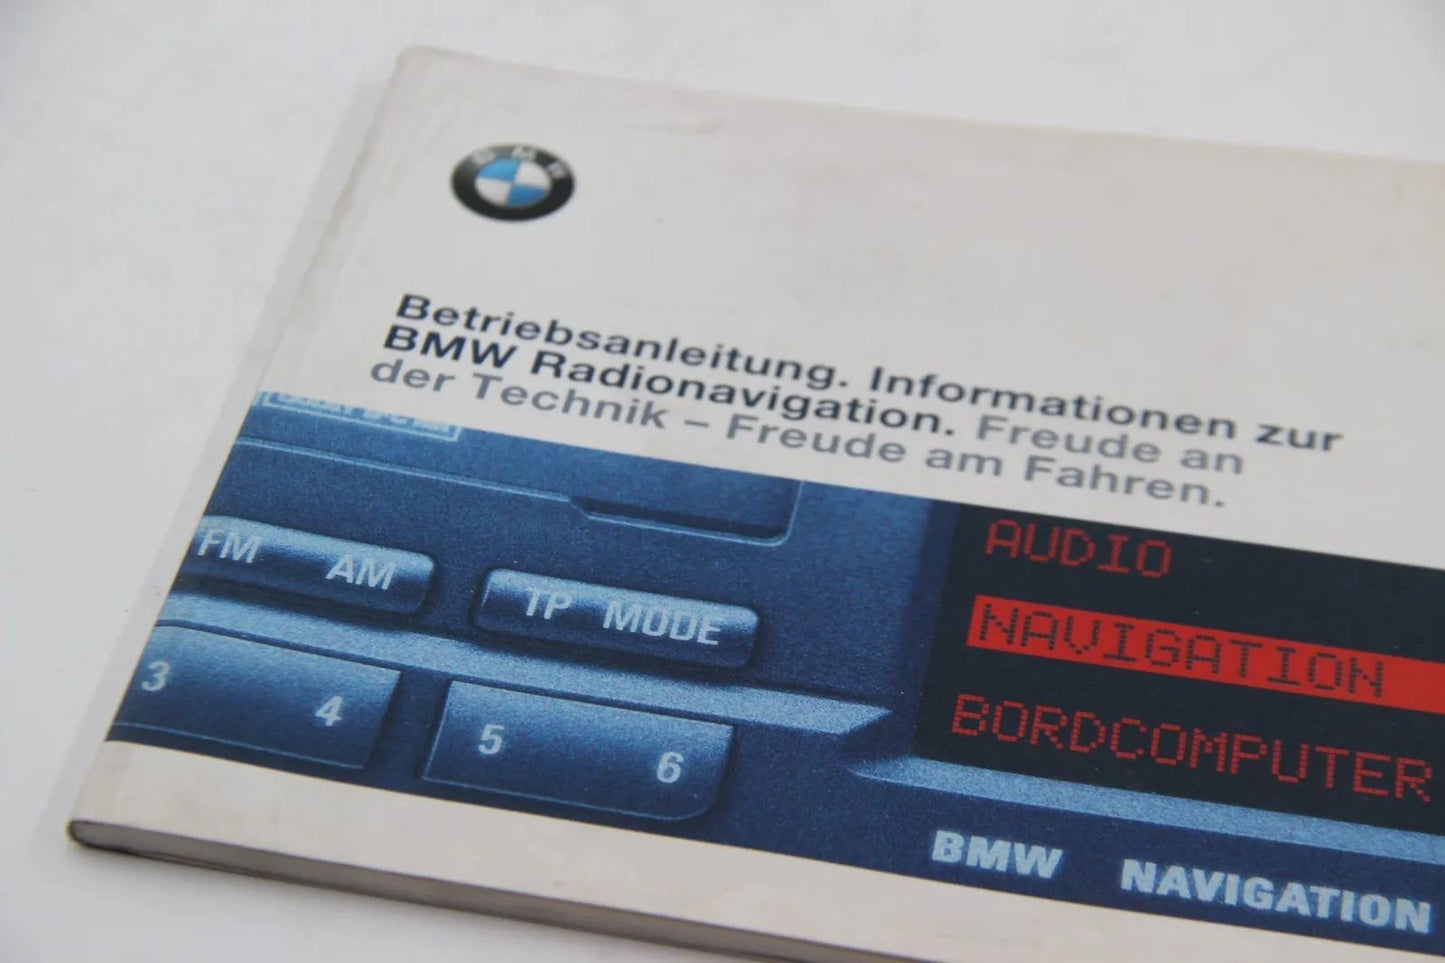 BMW
Betriebsanleitung. Informationen zur
BMW Radionavigation. Freude an
der Technik – Freude am Fahren.
FM AM
TP MODE
3 4
5 6
AUDIO
NAVIGATION
BORDCOMPUTER
BMW NAVIGATION